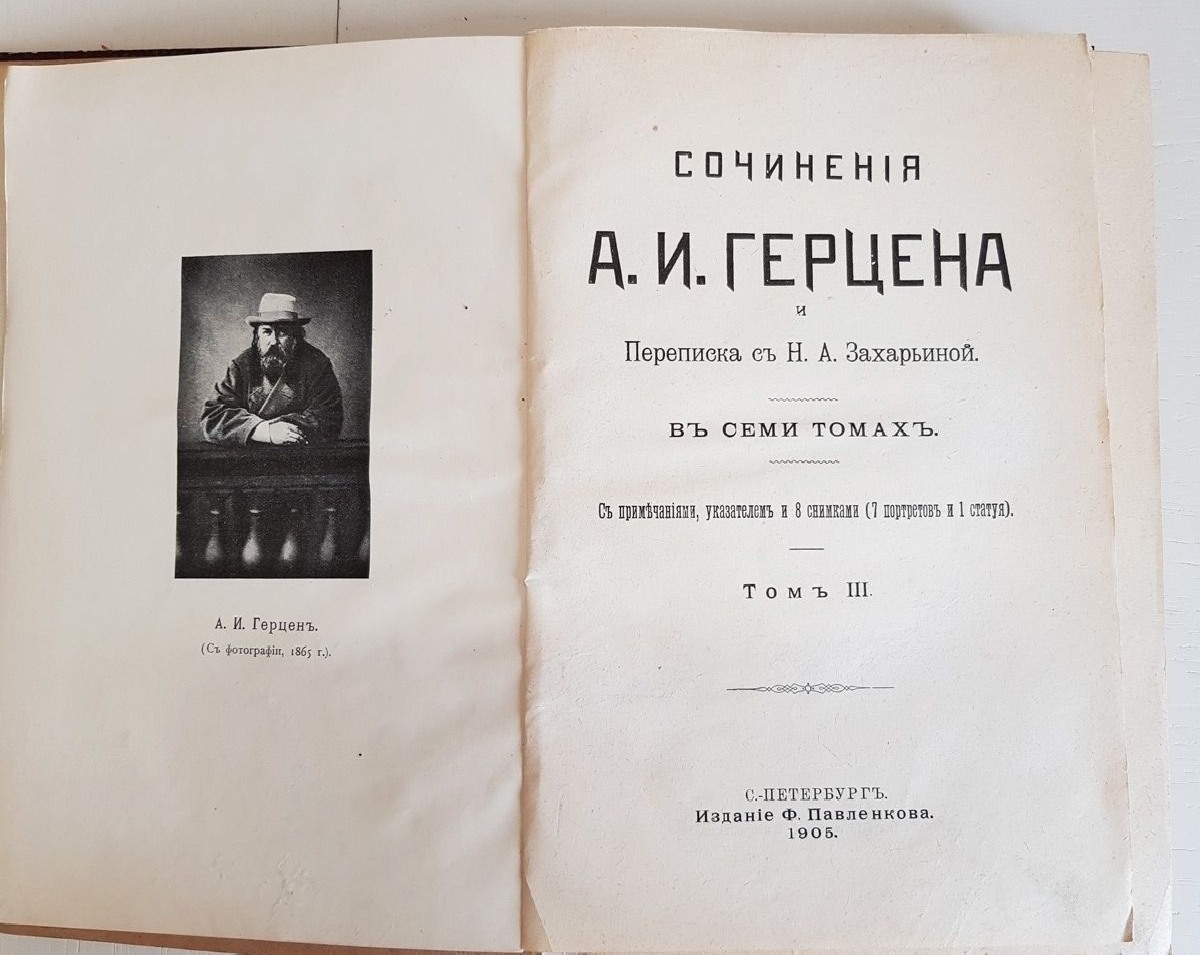 А. И. Герценъ.
(Съ фотографіи, 1865 г.).
СОЧИНЕНІЯ
А. И. ГЕРЦЕНА
и
Переписка съ Н. А. Захарьиной.
ВЪ СЕМИ ТОМАХЪ.
Съ примѣчаніями, указателемъ и 8 снимками (7 портретовъ и 1 статуя).
Томъ III.
С.-ПЕТЕРБУРГЪ.
Изданіе Ф. Павленкова.
1905.